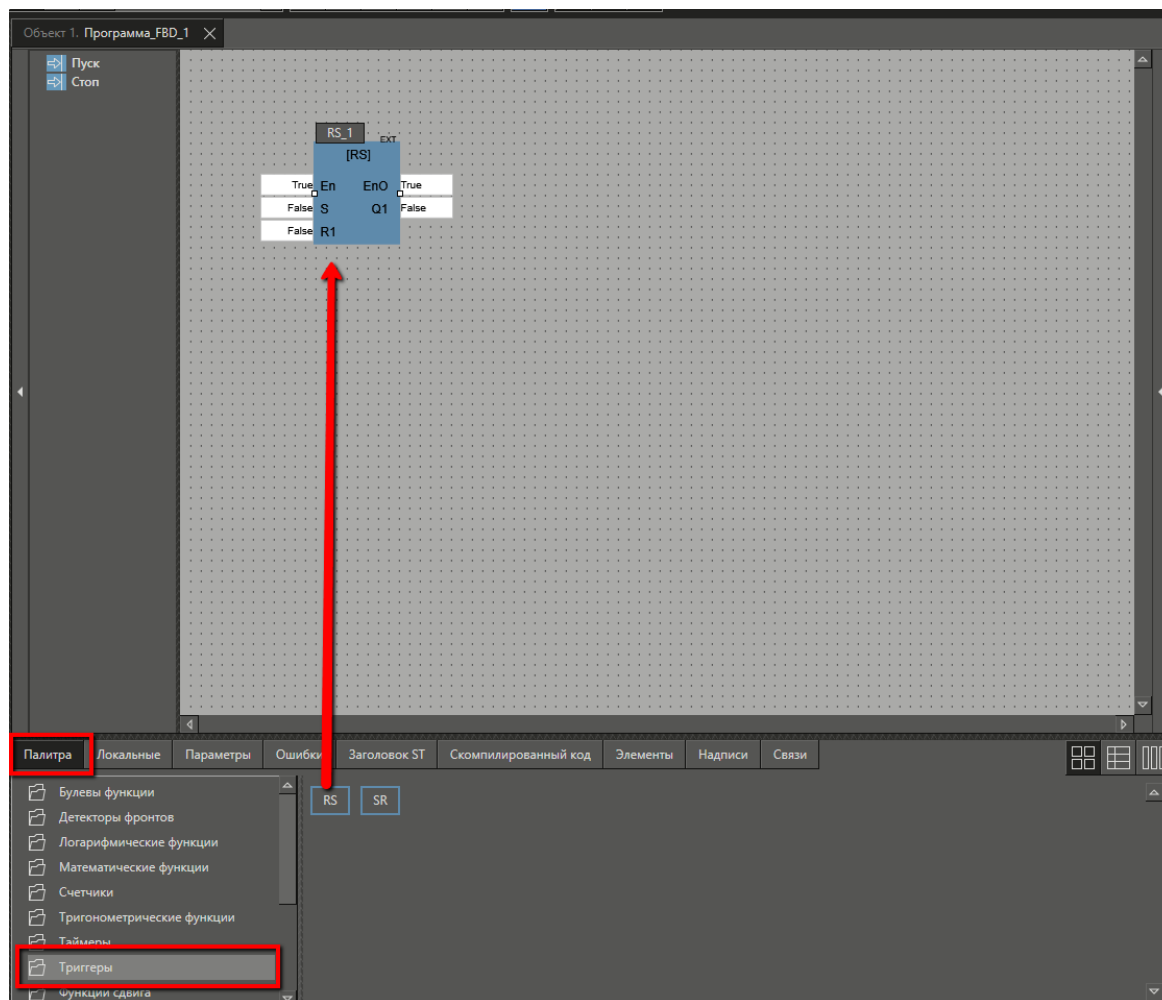 Объект 1. Программа_FBD_1
Пуск
Стоп
RS_1
EXT
[RS]
True En EnO True
False S Q1 False
False R1
Палитра Локальные Параметры Ошибки Заголовок ST Скомпилированный код Элементы Надписи Связи
Булевы функции
Детекторы фронтов
Логарифмические функции
Математические функции
Счетчики
Тригонометрические функции
Таймеры
Триггеры
Функции сдвига
RS SR